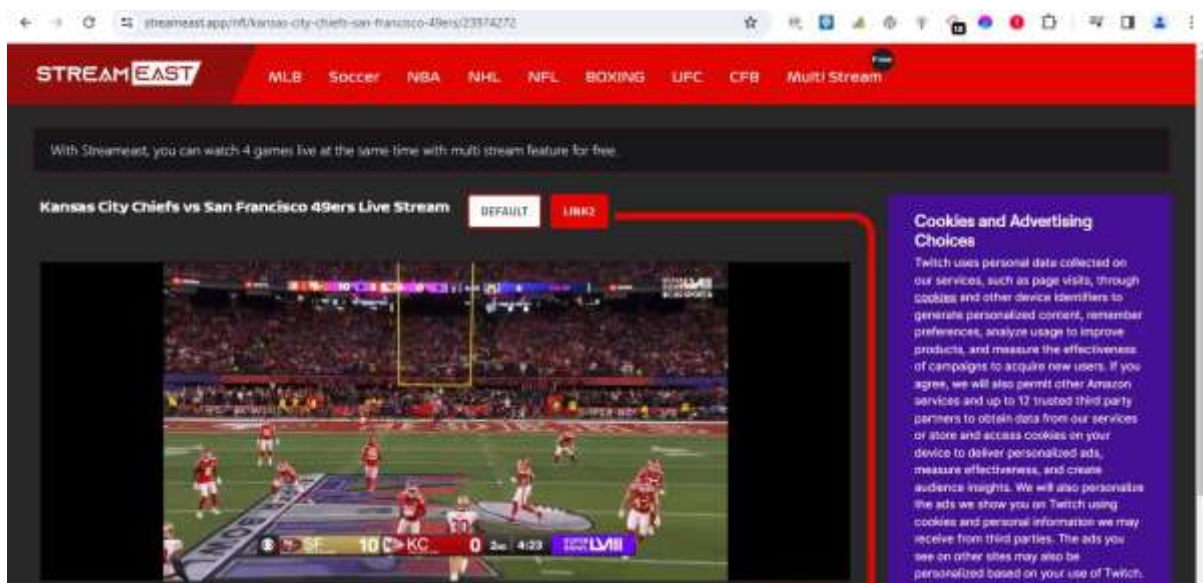 streameast.app/nfl/kansas-city-chiefs-san-francisco-49ers/23974272
STREAMEAST
MLB Soccer NBA NHL NFL BOXING UFC CFB Multi Stream
Free
With Streameast, you can watch 4 games live at the same time with multi stream feature for free.
Kansas City Chiefs vs San Francisco 49ers Live Stream
DEFAULT
LINK2
SF 10 KC 0 2ND 4:23 SUPER BOWL LVIII
30
Cookies and Advertising
Choices
Twitch uses personal data collected on
our services, such as page visits, through
cookies and other device identifiers to
generate personalized content, remember
preferences, analyze usage to improve
products, and measure the effectiveness
of campaigns to acquire new users. If you
agree, we will also permit other Amazon
services and up to 12 trusted third party
partners to obtain data from our services
or store and access cookies on your
device to deliver personalized ads,
measure effectiveness, and create
audience insights. We will also personalize
the ads we show you on Twitch using
cookies and personal information we may
receive from third parties. The ads you
see on other sites may also be
personalized based on your use of Twitch.